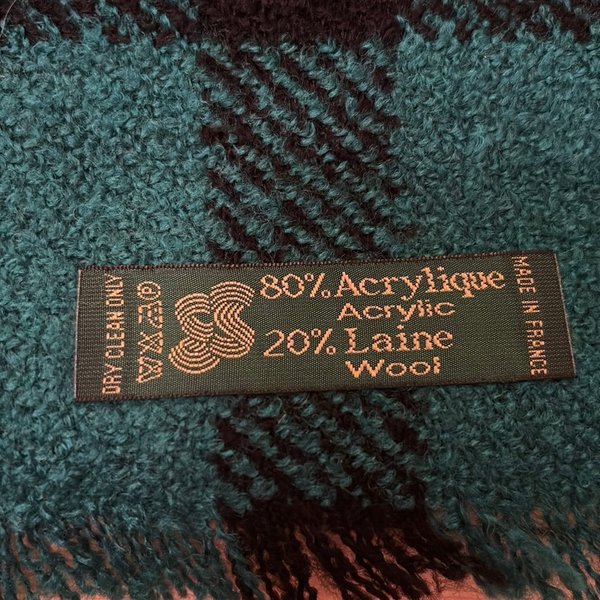 DRY CLEAN ONLY
80% Acrylique
Acrylic
20% Laine
Wool
MADE IN FRANCE